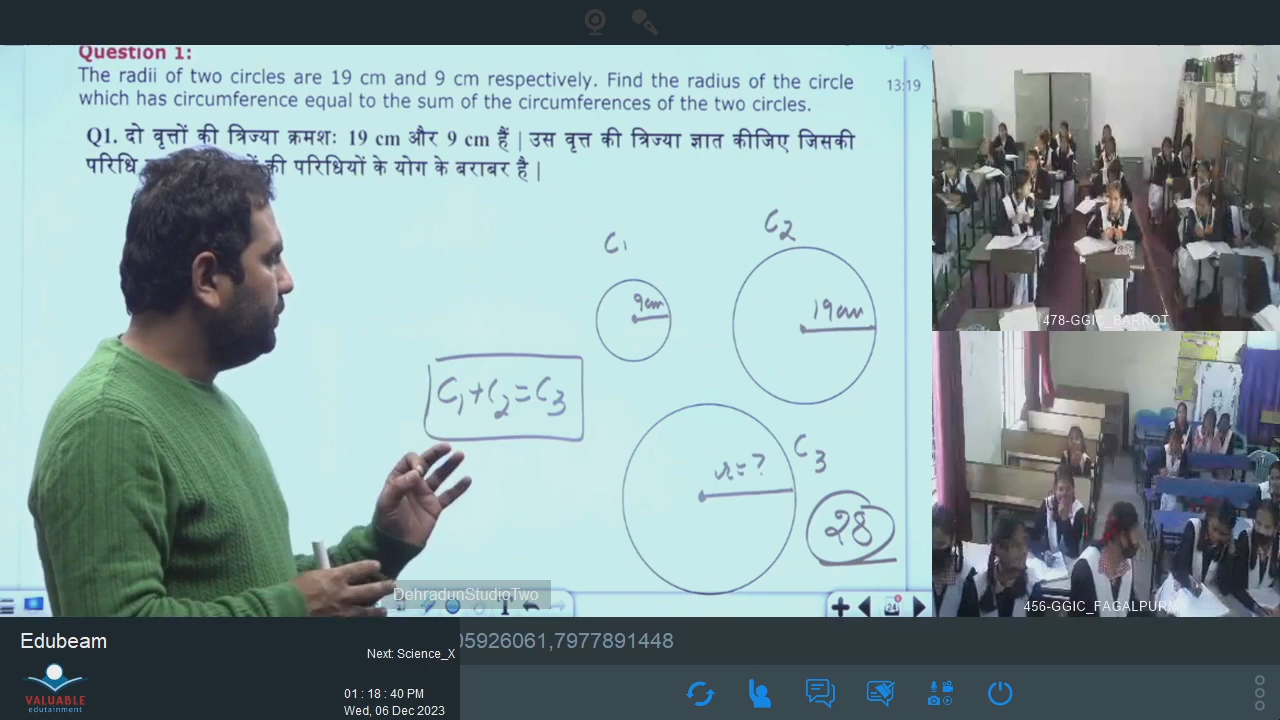 Question 1:
The radii of two circles are 19 cm and 9 cm respectively. Find the radius of the circle
which has circumference equal to the sum of the circumferences of the two circles.
13:19
Q1. दो वृत्तों की त्रिज्या क्रमशः 19 cm और 9 cm हैं | उस वृत्त की त्रिज्या ज्ञात कीजिए जिसकी
परिधि की परिधियों के योग के बराबर है |
C1
C2
9cm
19cm
C1+C2=C3
r=?
C3
28
478-GGIC_BARKOT
DehradunStudioTwo
456-GGIC_FAGALPURN
Edubeam
05926061,7977891448
Next: Science_X
VALUABLE
edutainment
01 : 18 : 40 PM
Wed, 06 Dec 2023